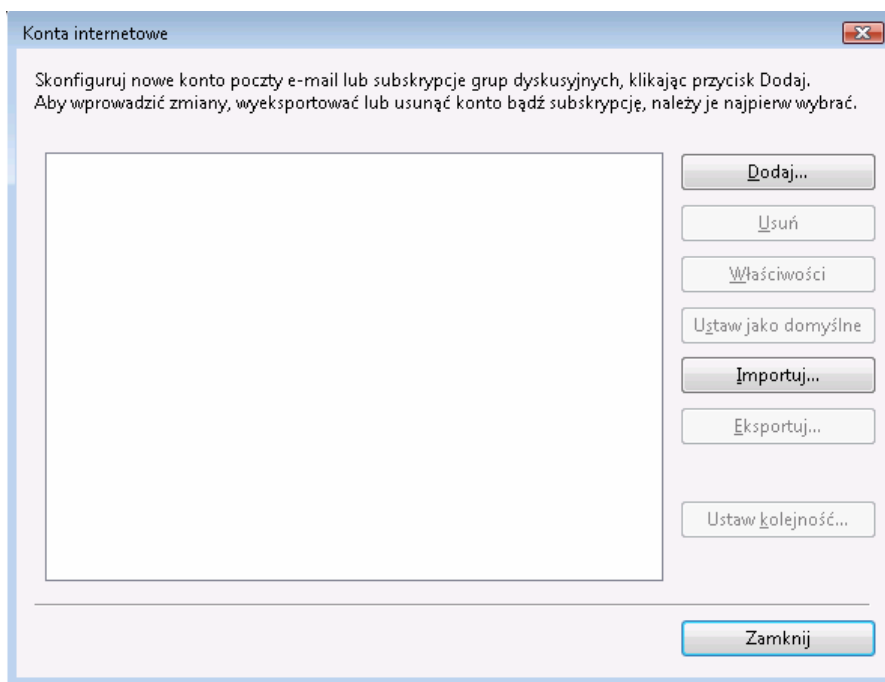 Konta internetowe
Skonfiguruj nowe konto poczty e-mail lub subskrypcje grup dyskusyjnych, klikając przycisk Dodaj.
Aby wprowadzić zmiany, wyeksportować lub usunąć konto bądź subskrypcję, należy je najpierw wybrać.
Dodaj...
Usuń
Właściwości
Ustaw jako domyślne
Importuj...
Eksportuj...
Ustaw kolejność...
Zamknij